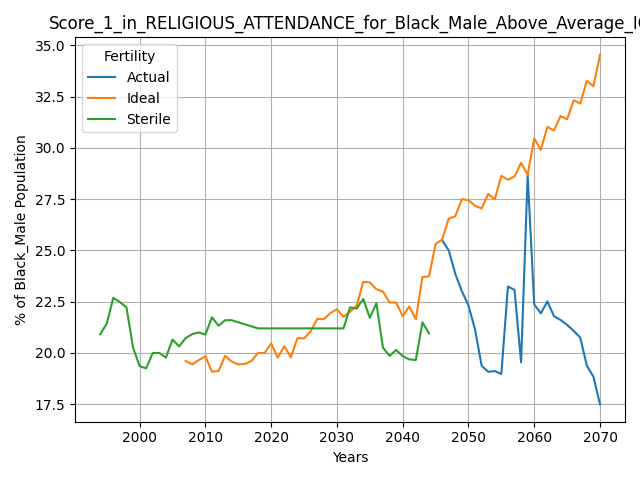 Score_1_in_RELIGIOUS_ATTENDANCE_for_Black_Male_Above_Average_I
Fertility
Actual
Ideal
Sterile
% of Black_Male Population
35.0
32.5
30.0
27.5
25.0
22.5
20.0
17.5
2000 2010 2020 2030 2040 2050 2060 2070
Years